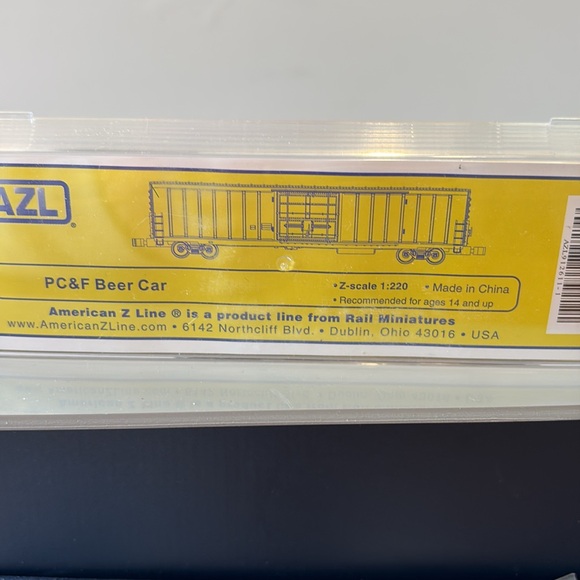 AZL®
PC&F Beer Car
• Z-scale 1:220 • Made in China
• Recommended for ages 14 and up
American Z Line ® is a product line from Rail Miniatures
www.AmericanZLine.com • 6142 Northcliff Blvd. • Dublin, Ohio 43016 • USA